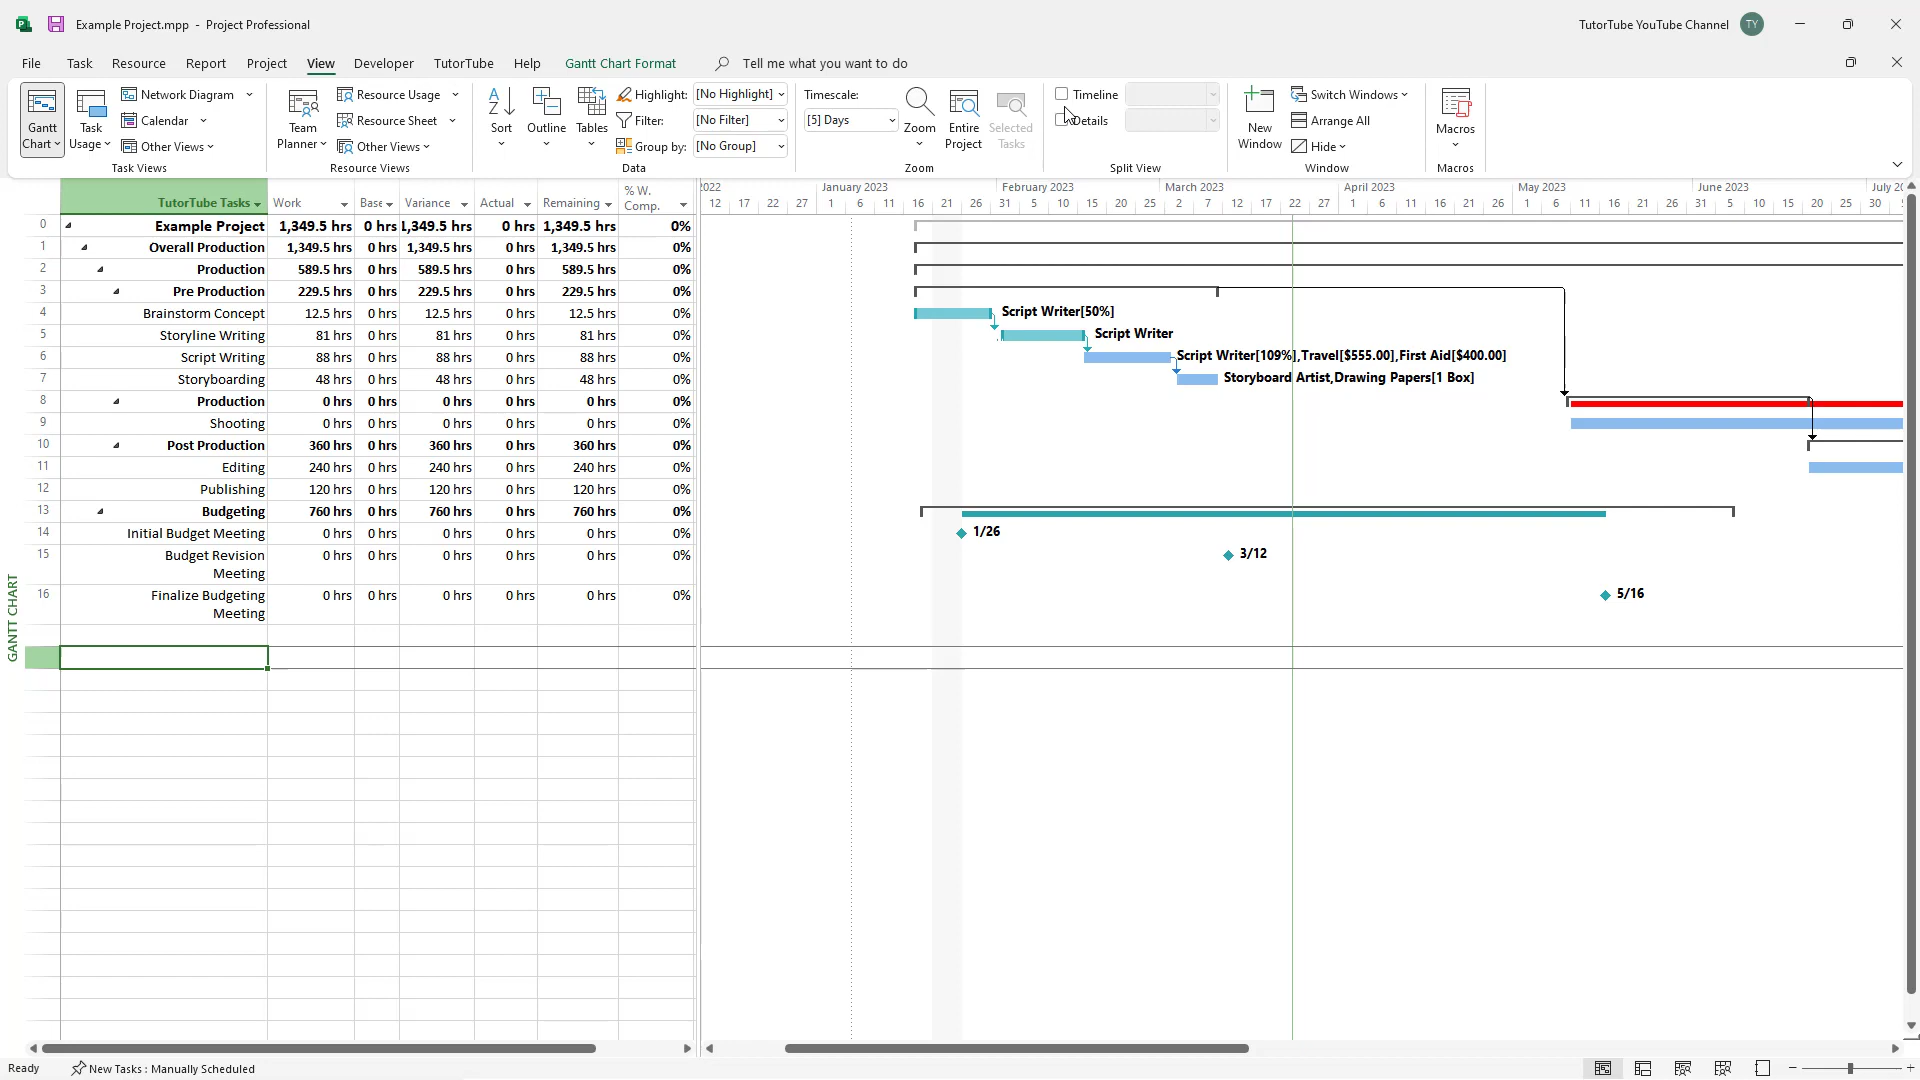 Example Project.mpp - Project Professional
TutorTube YouTube Channel TY
File Task Resource Report Project View Developer TutorTube Help Gantt Chart Format Tell me what you want to do
Gantt Chart
Task Usage
Network Diagram
Calendar
Other Views
Task Views
Team Planner
Resource Usage
Resource Sheet
Other Views
Resource Views
Sort
Outline
Tables
Highlight: [No Highlight]
Filter: [No Filter]
Group by: [No Group]
Data
Timescale:
[5] Days
Zoom
Entire Project
Selected Tasks
Zoom
Timeline
Details
Split View
New Window
Switch Windows
Arrange All
Hide
Window
Macros
Macros
TutorTube Tasks Work Base Variance Actual Remaining % W. Comp.
2022 January 2023 February 2023 March 2023 April 2023 May 2023 June 2023
12 17 22 27 1 6 11 16 21 26 31 5 10 15 20 25 2 7 12 17 22 27 1 6 11 16 21 26 1 6 11 16 21 26 31 5 10 15 20 25 30
0 Example Project 1,349.5 hrs 0 hrs 1,349.5 hrs 0 hrs 1,349.5 hrs 0%
1 Overall Production 1,349.5 hrs 0 hrs 1,349.5 hrs 0 hrs 1,349.5 hrs 0%
2 Production 589.5 hrs 0 hrs 589.5 hrs 0 hrs 589.5 hrs 0%
3 Pre Production 229.5 hrs 0 hrs 229.5 hrs 0 hrs 229.5 hrs 0%
4 Brainstorm Concept 12.5 hrs 0 hrs 12.5 hrs 0 hrs 12.5 hrs 0% Script Writer[50%]
5 Storyline Writing 81 hrs 0 hrs 81 hrs 0 hrs 81 hrs 0% Script Writer
6 Script Writing 88 hrs 0 hrs 88 hrs 0 hrs 88 hrs 0% Script Writer[109%],Travel[$555.00],First Aid[$400.00]
7 Storyboarding 48 hrs 0 hrs 48 hrs 0 hrs 48 hrs 0% Storyboard Artist,Drawing Papers[1 Box]
8 Production 0 hrs 0 hrs 0 hrs 0 hrs 0 hrs 0%
9 Shooting 0 hrs 0 hrs 0 hrs 0 hrs 0 hrs 0%
10 Post Production 360 hrs 0 hrs 360 hrs 0 hrs 360 hrs 0%
11 Editing 240 hrs 0 hrs 240 hrs 0 hrs 240 hrs 0%
12 Publishing 120 hrs 0 hrs 120 hrs 0 hrs 120 hrs 0%
13 Budgeting 760 hrs 0 hrs 760 hrs 0 hrs 760 hrs 0%
14 Initial Budget Meeting 0 hrs 0 hrs 0 hrs 0 hrs 0 hrs 0% 1/26
15 Budget Revision 0 hrs 0 hrs 0 hrs 0 hrs 0 hrs 0% 3/12
Meeting
16 Finalize Budgeting 0 hrs 0 hrs 0 hrs 0 hrs 0 hrs 0% 5/16
Meeting
GANTT CHART
Ready New Tasks : Manually Scheduled